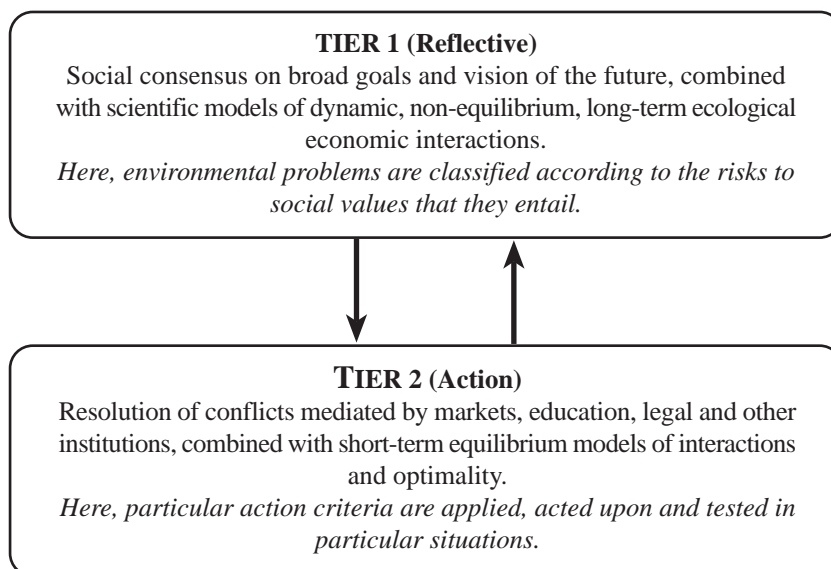 TIER 1 (Reflective)
Social consensus on broad goals and vision of the future, combined
with scientific models of dynamic, non-equilibrium, long-term ecological
economic interactions.
Here, environmental problems are classified according to the risks to
social values that they entail.
TIER 2 (Action)
Resolution of conflicts mediated by markets, education, legal and other
institutions, combined with short-term equilibrium models of interactions
and optimality.
Here, particular action criteria are applied, acted upon and tested in
particular situations.